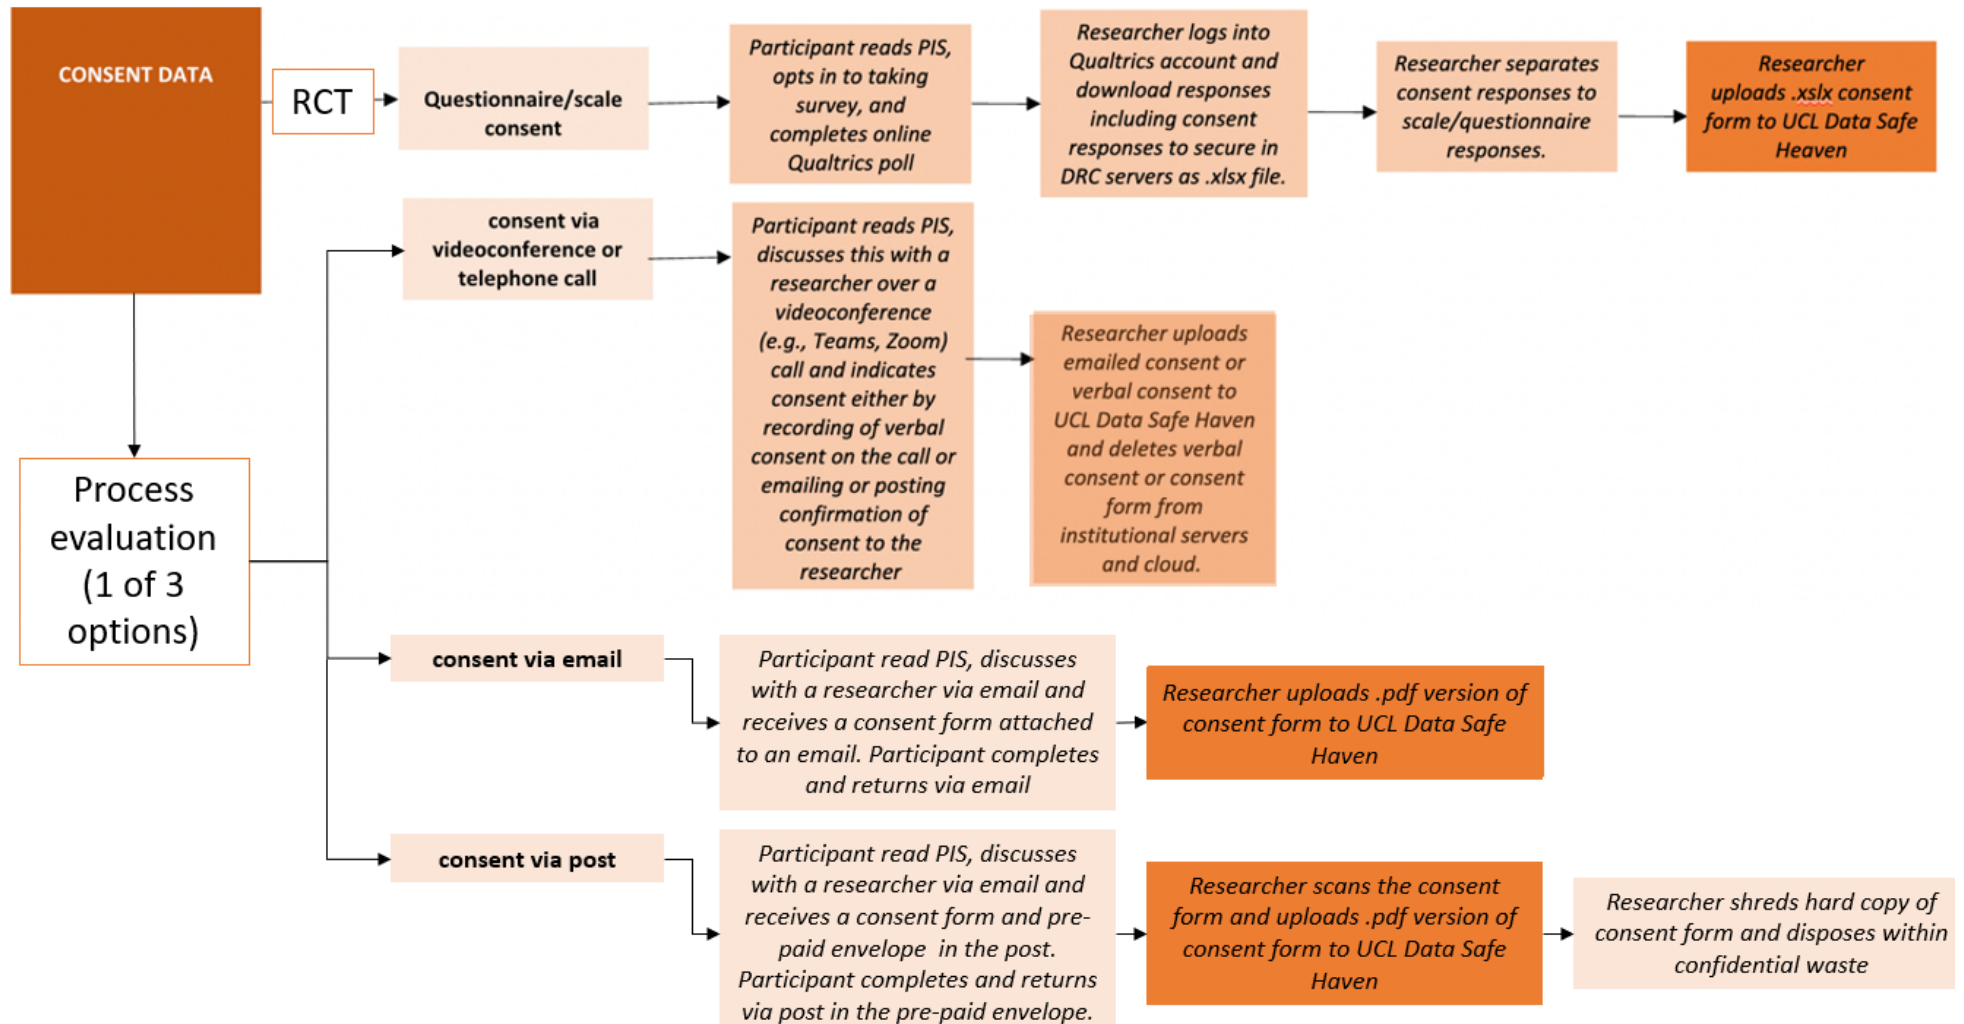 CONSENT DATA
RCT
Questionnaire/scale
consent
Participant reads PIS,
opts in to taking
survey, and
completes online
Qualtrics poll
Researcher logs into
Qualtrics account and
download responses
including consent
responses to secure in
DRC servers as .xlsx file.
Researcher separates
consent responses to
scale/questionnaire
responses.
Researcher
uploads .xslx consent
form to UCL Data Safe
Heaven
consent via
videoconference or
telephone call
Participant reads PIS,
discusses this with a
researcher over a
videoconference
(e.g., Teams, Zoom)
call and indicates
consent either by
recording of verbal
consent on the call or
emailing or posting
confirmation of
consent to the
researcher
Researcher uploads
emailed consent or
verbal consent to
UCL Data Safe Haven
and deletes verbal
consent or consent
form from
institutional servers
and cloud.
Process
evaluation
(1 of 3
options)
consent via email
Participant read PIS, discusses
with a researcher via email and
receives a consent form attached
to an email. Participant completes
and returns via email
Researcher uploads .pdf version of
consent form to UCL Data Safe
Haven
consent via post
Participant read PIS, discusses
with a researcher via email and
receives a consent form and pre-
paid envelope in the post.
Participant completes and returns
via post in the pre-paid envelope.
Researcher scans the consent
form and uploads .pdf version of
consent form to UCL Data Safe
Haven
Researcher shreds hard copy of
consent form and disposes within
confidential waste